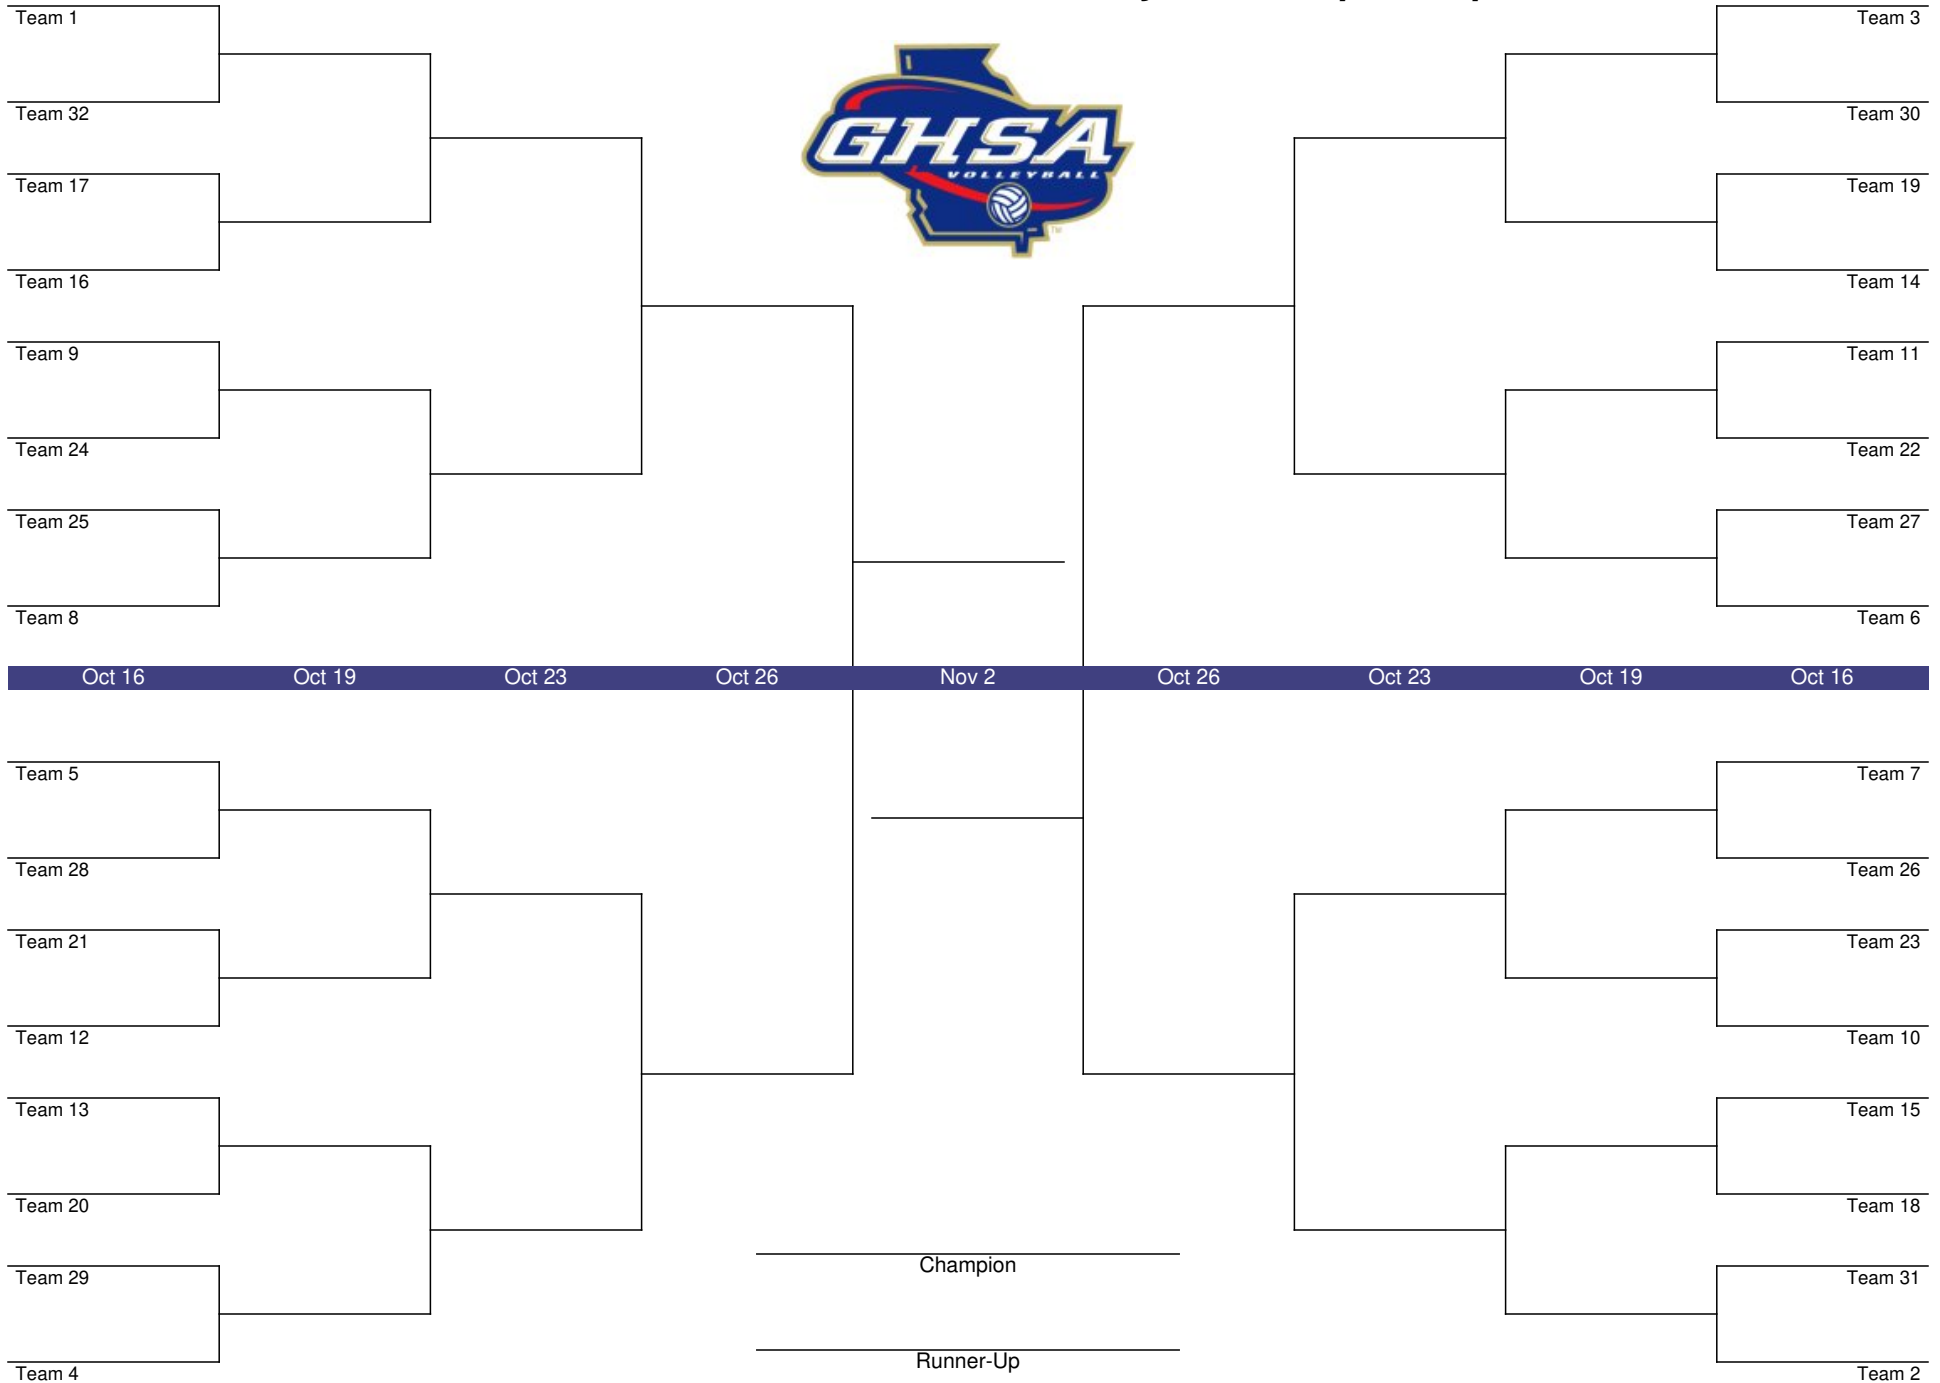 Team 1
Team 3
Team 32
Team 30
Team 17
Team 19
GHSA
VOLLEYBALL
TM
Team 16
Team 14
Team 9
Team 11
Team 24
Team 22
Team 25
Team 27
Team 8
Team 6
Oct 16 Oct 19 Oct 23 Oct 26 Nov 2 Oct 26 Oct 23 Oct 19 Oct 16
Team 5
Team 7
Team 28
Team 26
Team 21
Team 23
Team 12
Team 10
Team 13
Team 15
Team 20
Team 18
Champion
Team 29
Team 31
Runner-Up
Team 4
Team 2